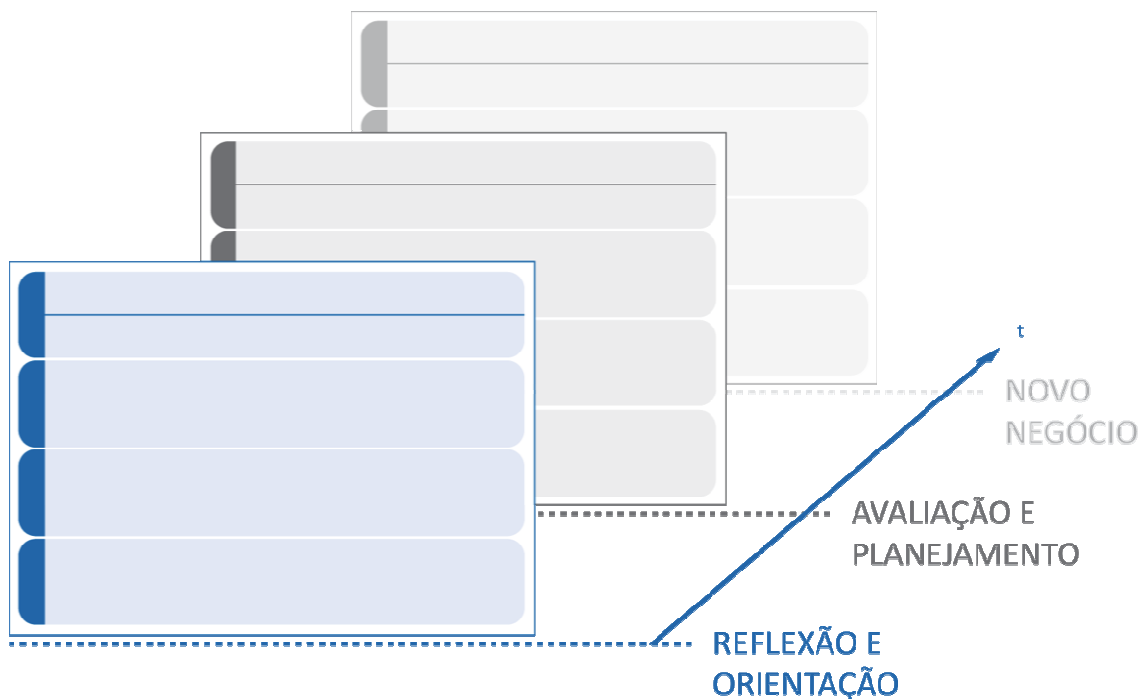 t
NOVO
NEGÓCIO
AVALIAÇÃO E
PLANEJAMENTO
REFLEXÃO E
ORIENTAÇÃO